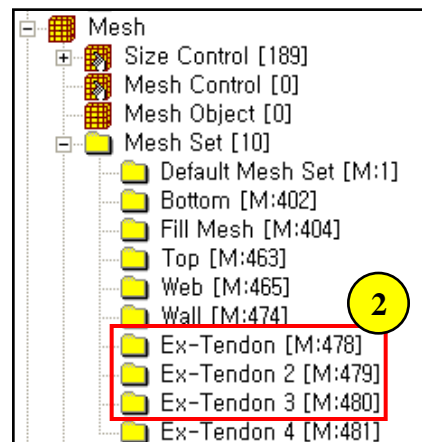 Mesh
Size Control [189]
Mesh Control [0]
Mesh Object [0]
Mesh Set [10]
Default Mesh Set [M:1]
Bottom [M:402]
Fill Mesh [M:404]
Top [M:463]
Web [M:465]
Wall [M:474]
2
Ex-Tendon [M:478]
Ex-Tendon 2 [M:479]
Ex-Tendon 3 [M:480]
Ex-Tendon 4 [M:481]